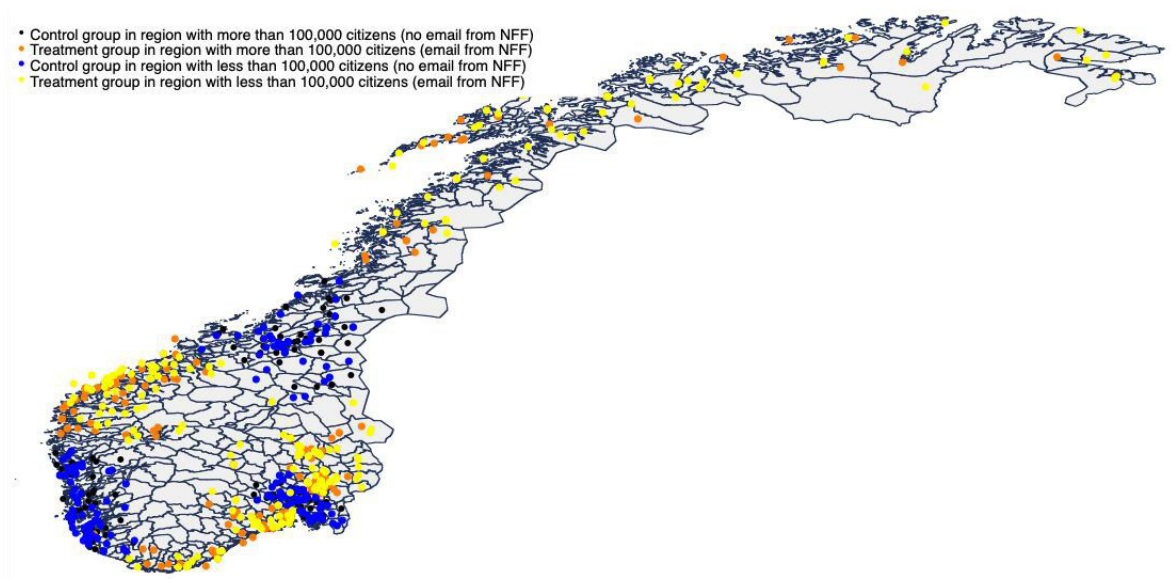 Control group in region with more than 100,000 citizens (no email from NFF)
Treatment group in region with more than 100,000 citizens (email from NFF)
Control group in region with less than 100,000 citizens (no email from NFF)
Treatment group in region with less than 100,000 citizens (email from NFF)